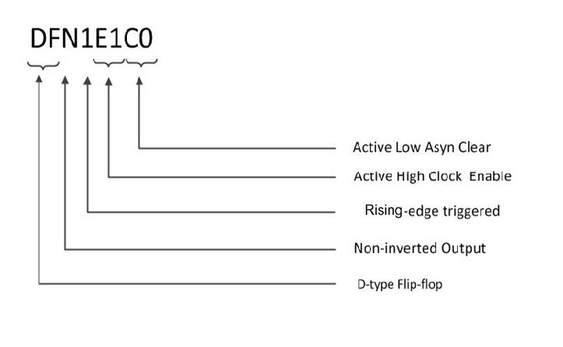 DFN1E1C0
Active Low Asyn Clear
Active High Clock Enable
Rising-edge triggered
Non-inverted Output
D-type Flip-flop